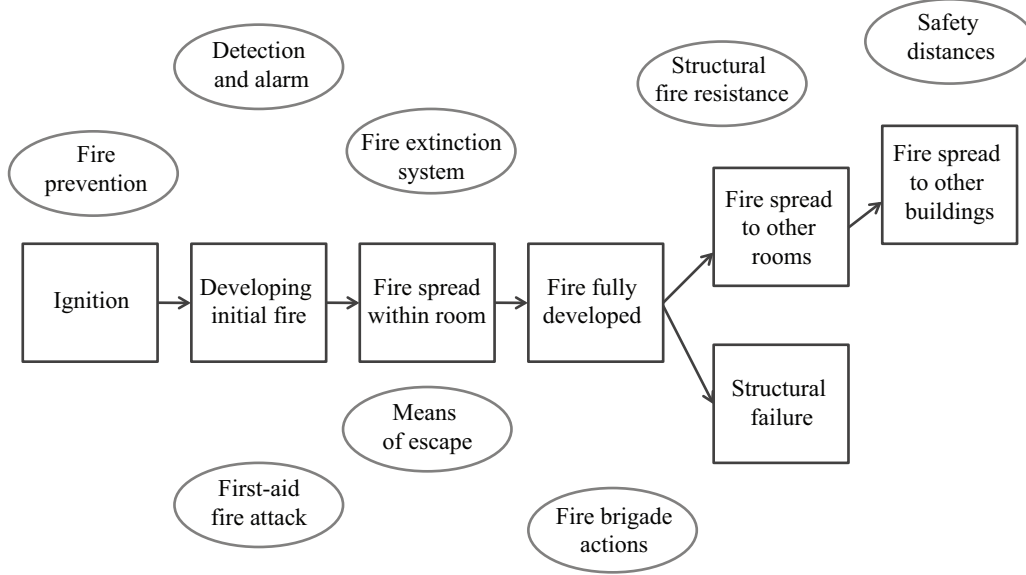 Safety
distances
Detection
and alarm
Structural
fire resistance
Fire
prevention
Fire extinction
system
Fire spread
to other
buildings
Fire spread
to other
rooms
Ignition
Developing
initial fire
Fire spread
within room
Fire fully
developed
Structural
failure
Means
of escape
First-aid
fire attack
Fire brigade
actions